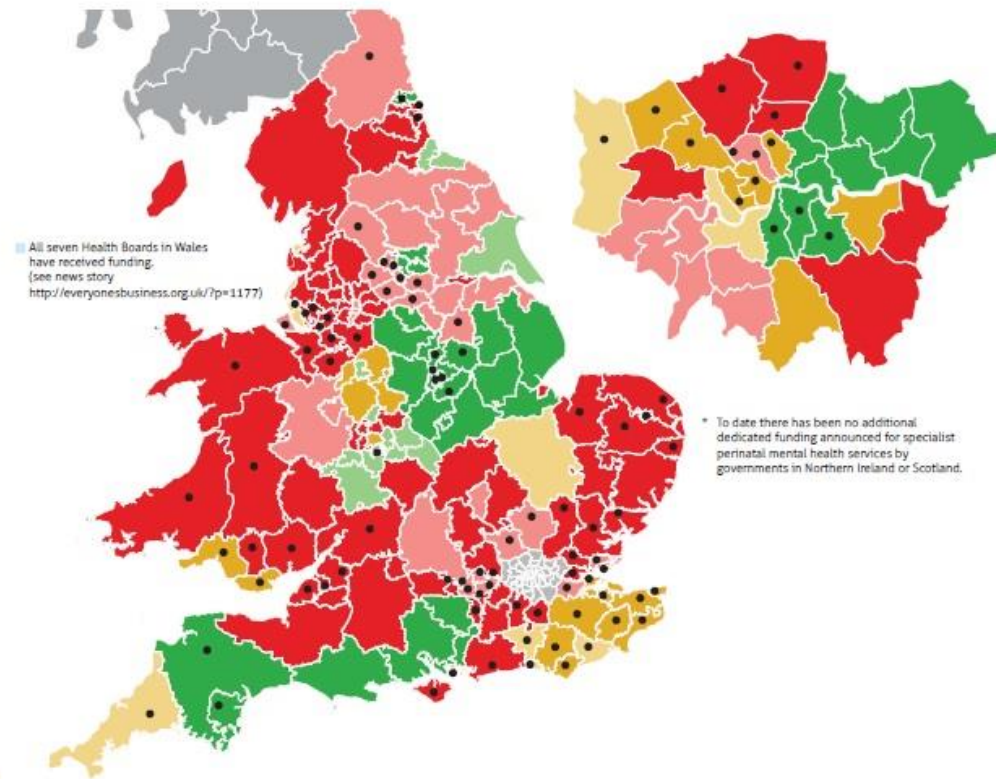 All seven Health Boards in Wales
have received funding.
(see news story
http://everyonesbusiness.org.uk/?p=1177)
* To date there has been no additional
dedicated funding announced for specialist
perinatal mental health services by
governments in Northern Ireland or Scotland.